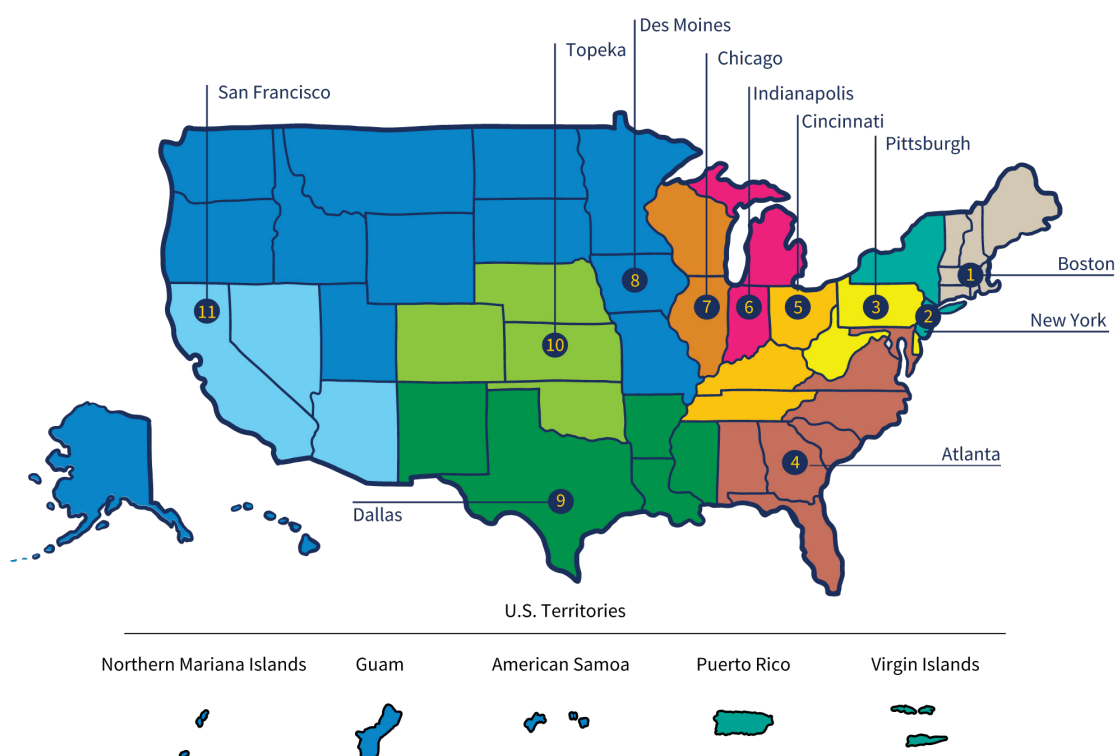 Des Moines
Topeka
Chicago
San Francisco
Indianapolis
Cincinnati
Pittsburgh
Boston
1
8
11
7
6
5
3
2
New York
10
Atlanta
4
9
Dallas
U.S. Territories
Northern Mariana Islands
Guam
American Samoa
Puerto Rico
Virgin Islands